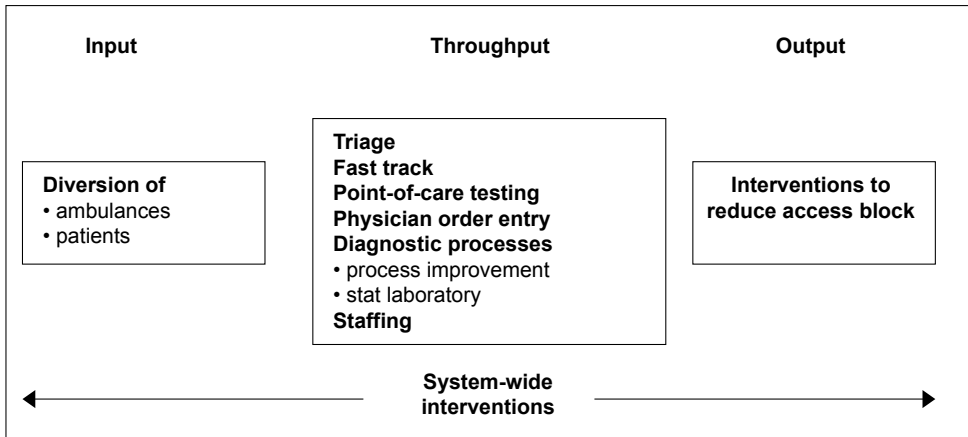 Input
Throughput
Output
Diversion of
• ambulances
• patients
Triage
Fast track
Point-of-care testing
Physician order entry
Diagnostic processes
• process improvement
• stat laboratory
Staffing
Interventions to
reduce access block
System-wide
interventions